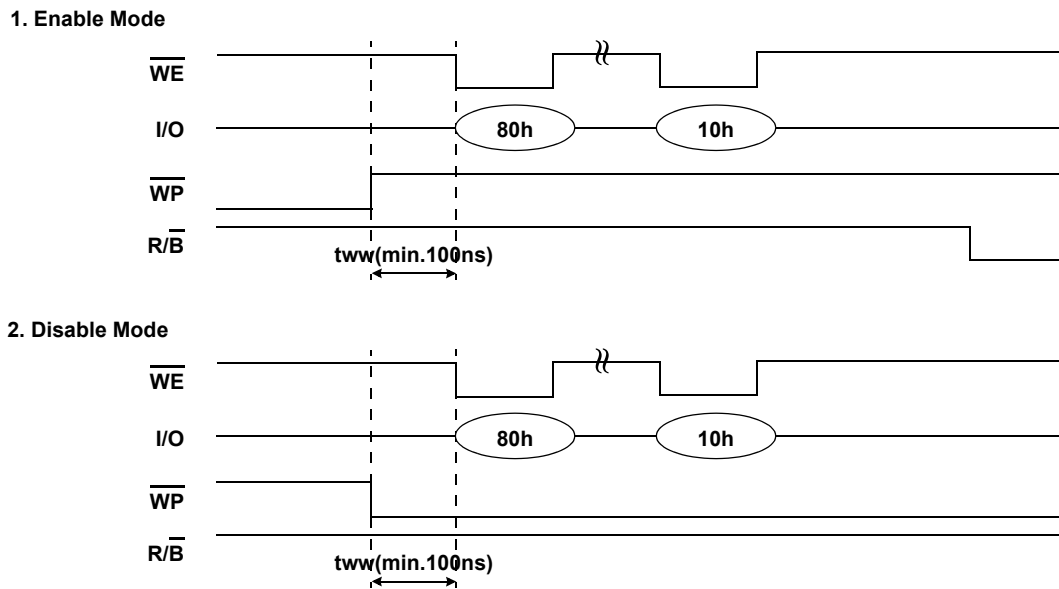 1. Enable Mode
WE
I/O 80h 10h
WP
R/B
tww(min.100ns)
2. Disable Mode
WE
I/O 80h 10h
WP
R/B
tww(min.100ns)